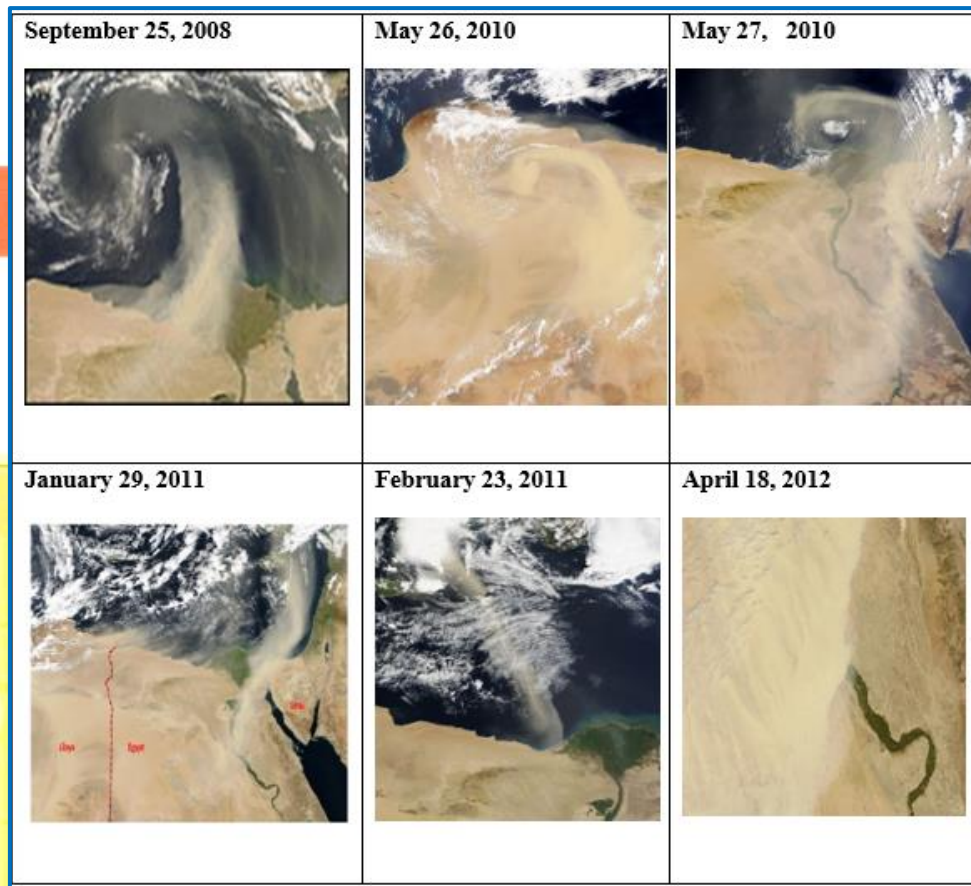 September 25, 2008
May 26, 2010
May 27, 2010
January 29, 2011
February 23, 2011
April 18, 2012
Libya
Egypt